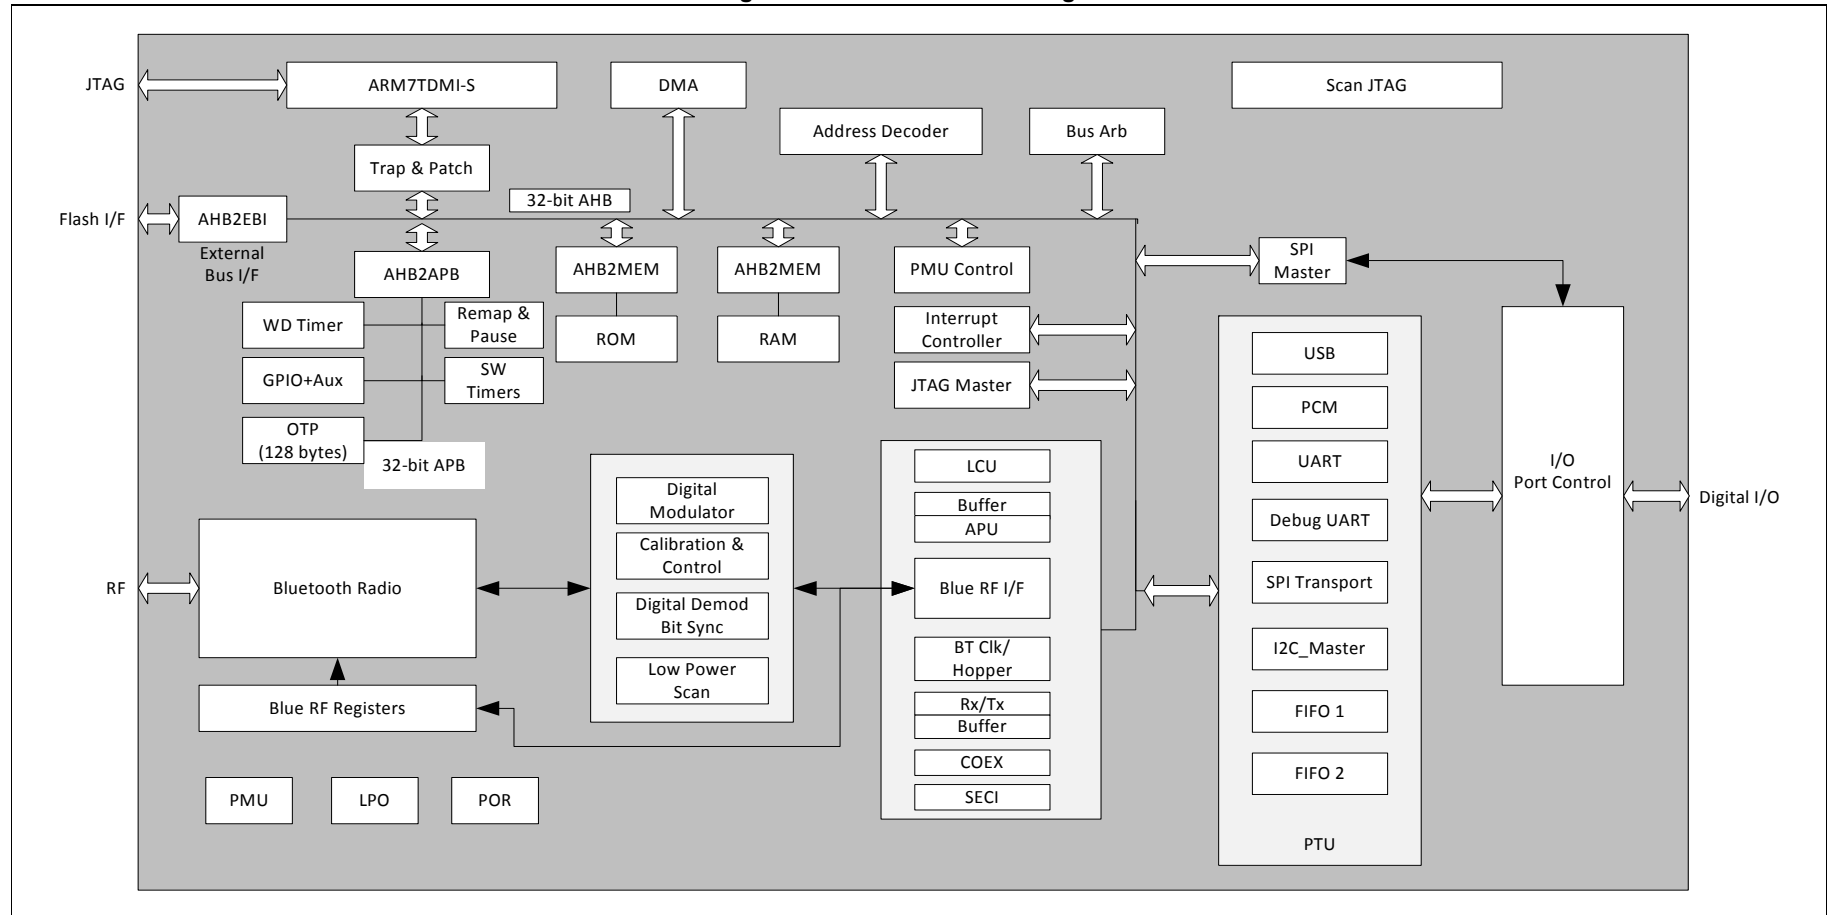 JTAG
ARM7TDMI-S
DMA
Scan JTAG
Address Decoder
Bus Arb
Trap & Patch
32-bit AHB
Flash I/F
AHB2EBI
External
Bus I/F
AHB2APB
AHB2MEM
AHB2MEM
PMU Control
SPI
Master
WD Timer
Remap &
Pause
ROM
RAM
Interrupt
Controller
GPIO+Aux
SW
Timers
JTAG Master
OTP
(128 bytes)
32-bit APB
USB
PCM
UART
Debug UART
SPI Transport
I2C_Master
FIFO 1
FIFO 2
PTU
I/O
Port Control
Digital I/O
LCU
Buffer
APU
Blue RF I/F
BT Clk/
Hopper
Rx/Tx
Buffer
COEX
SECI
Digital
Modulator
Calibration &
Control
Digital Demod
Bit Sync
Low Power
Scan
RF
Bluetooth Radio
Blue RF Registers
PMU
LPO
POR